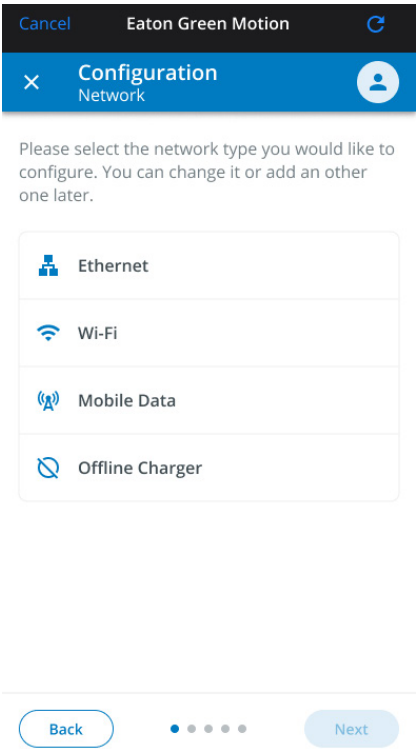 Cancel Eaton Green Motion
Configuration
Network
Please select the network type you would like to
configure. You can change it or add an other
one later.
Ethernet
Wi-Fi
Mobile Data
Offline Charger
Back Next